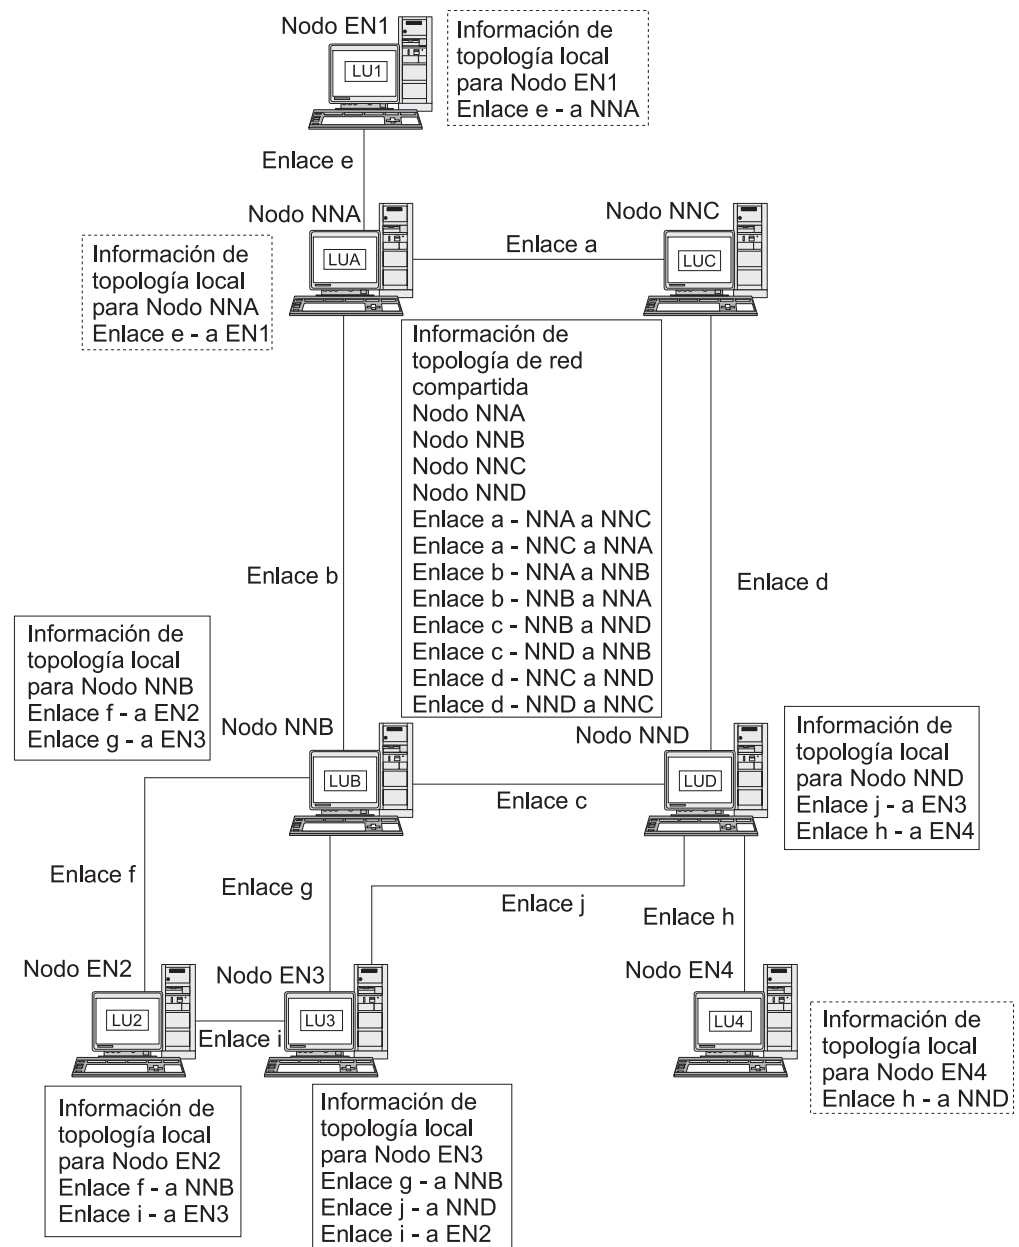 Nodo EN1
LU1
Información de
topología local
para Nodo EN1
Enlace e - a NNA
Enlace e
Nodo NNA
LUA
Nodo NNC
LUC
Enlace a
Información de
topología local
para Nodo NNA
Enlace e - a EN1
Información de
topología de red
compartida
Nodo NNA
Nodo NNB
Nodo NNC
Nodo NND
Enlace a - NNA a NNC
Enlace a - NNC a NNA
Enlace b - NNA a NNB
Enlace b - NNB a NNA
Enlace c - NNB a NND
Enlace c - NND a NNB
Enlace d - NNC a NND
Enlace d - NND a NNC
Enlace b
Enlace d
Información de
topología local
para Nodo NNB
Enlace f - a EN2
Enlace g - a EN3
Nodo NNB
LUB
Nodo NND
LUD
Enlace c
Información de
topología local
para Nodo NND
Enlace j - a EN3
Enlace h - a EN4
Enlace f
Enlace g
Enlace j
Enlace h
Nodo EN2
LU2
Nodo EN3
LU3
Enlace i
Nodo EN4
LU4
Información de
topología local
para Nodo EN4
Enlace h - a NND
Información de
topología local
para Nodo EN2
Enlace f - a NNB
Enlace i - a EN3
Información de
topología local
para Nodo EN3
Enlace g - a NNB
Enlace j - a NND
Enlace i - a EN2